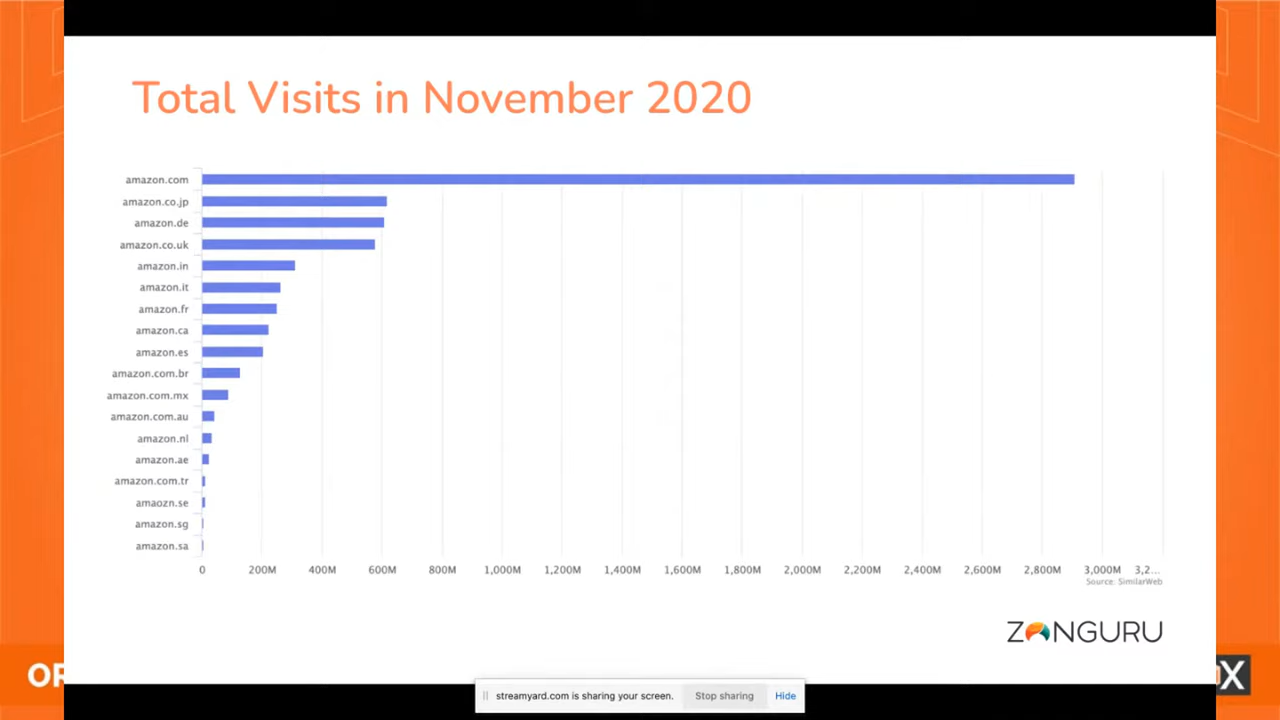 Total Visits in November 2020
amazon.com
amazon.co.jp
amazon.de
amazon.co.uk
amazon.in
amazon.it
amazon.fr
amazon.ca
amazon.es
amazon.com.br
amazon.com.mx
amazon.com.au
amazon.nl
amazon.ae
amazon.com.tr
amaozn.se
amazon.sg
amazon.sa
0 200M 400M 600M 800M 1,000M 1,200M 1,400M 1,600M 1,800M 2,000M 2,200M 2,400M 2,600M 2,800M 3,000M 3,2...
Source: SimilarWeb
ZONGURU
OR
X
streamyard.com is sharing your screen. Stop sharing Hide